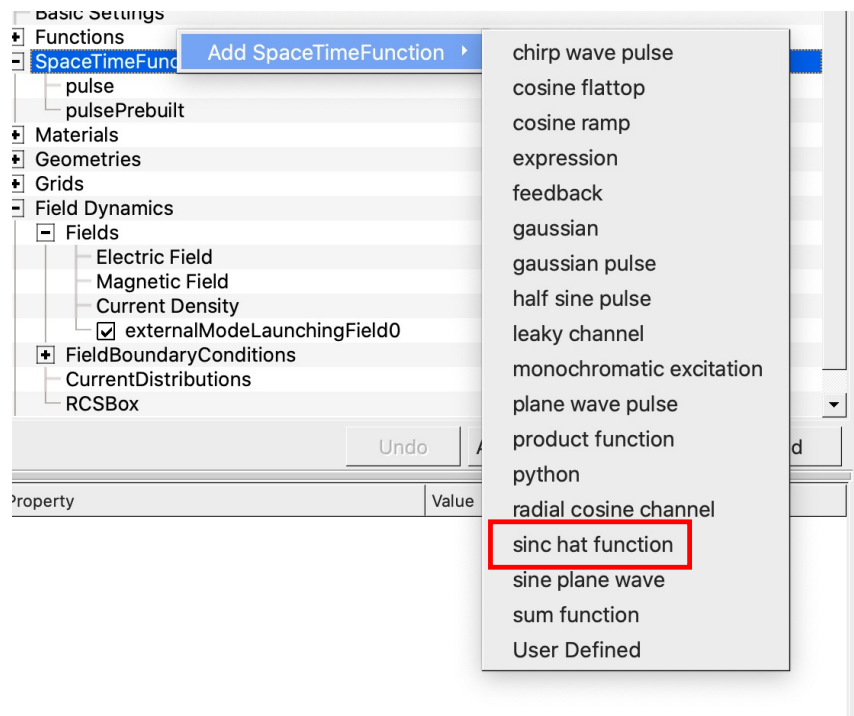 Basic Settings
Functions
SpaceTimeFunc
pulse
pulsePrebuilt
Materials
Geometries
Grids
Field Dynamics
Fields
Electric Field
Magnetic Field
Current Density
externalModeLaunchingField0
FieldBoundaryConditions
CurrentDistributions
RCSBox
Add SpaceTimeFunction
chirp wave pulse
cosine flattop
cosine ramp
expression
feedback
gaussian
gaussian pulse
half sine pulse
leaky channel
monochromatic excitation
plane wave pulse
product function
python
radial cosine channel
sinc hat function
sine plane wave
sum function
User Defined
Undo
Property Value